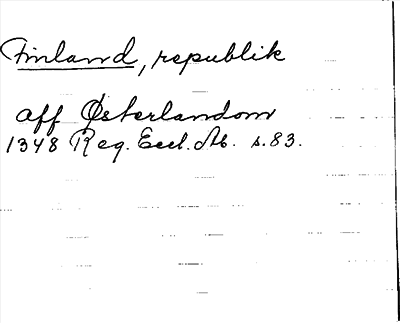 Finland, republik
aff Østerlandom
1348 Reg. Eccl. Ab. s. 83.